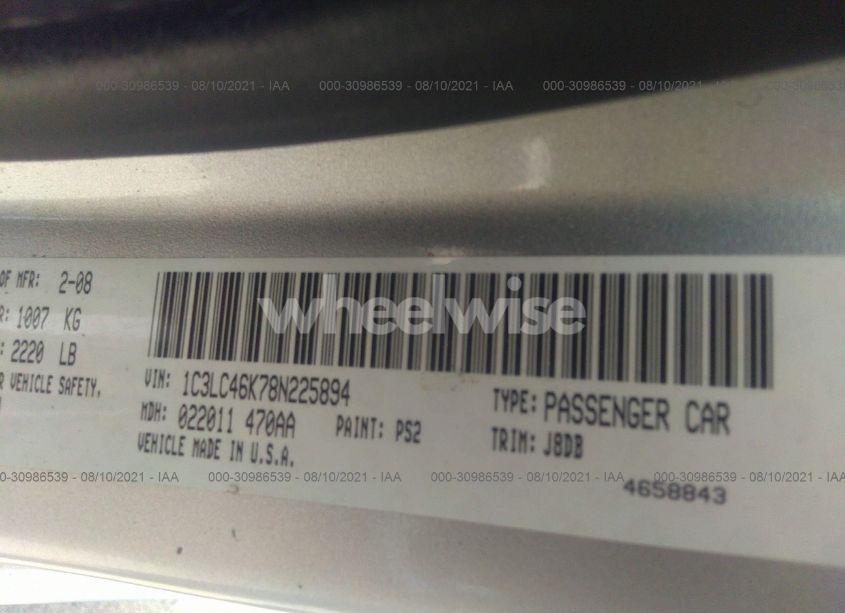 000-30986539 - 08/10/2021 - IAA 000-30986539 - 08/10/2021 - IAA 000-30986539 - 08/10/2021 - IAA
OF MFR: 2-08
R: 1007 KG
: 2220 LB
R VEHICLE SAFETY,
wheelwise
VIN: 1C3LC46K78N225894
MDH: 022011 470AA PAINT: PS2
VEHICLE MADE IN U.S.A.
TYPE: PASSENGER CAR
TRIM: J8DB
000-30986539 - 08/10/2021 - IAA 000-30986539 - 08/10/2021 - IAA 000-30986539 - 08/10/2021 - IAA
4658843